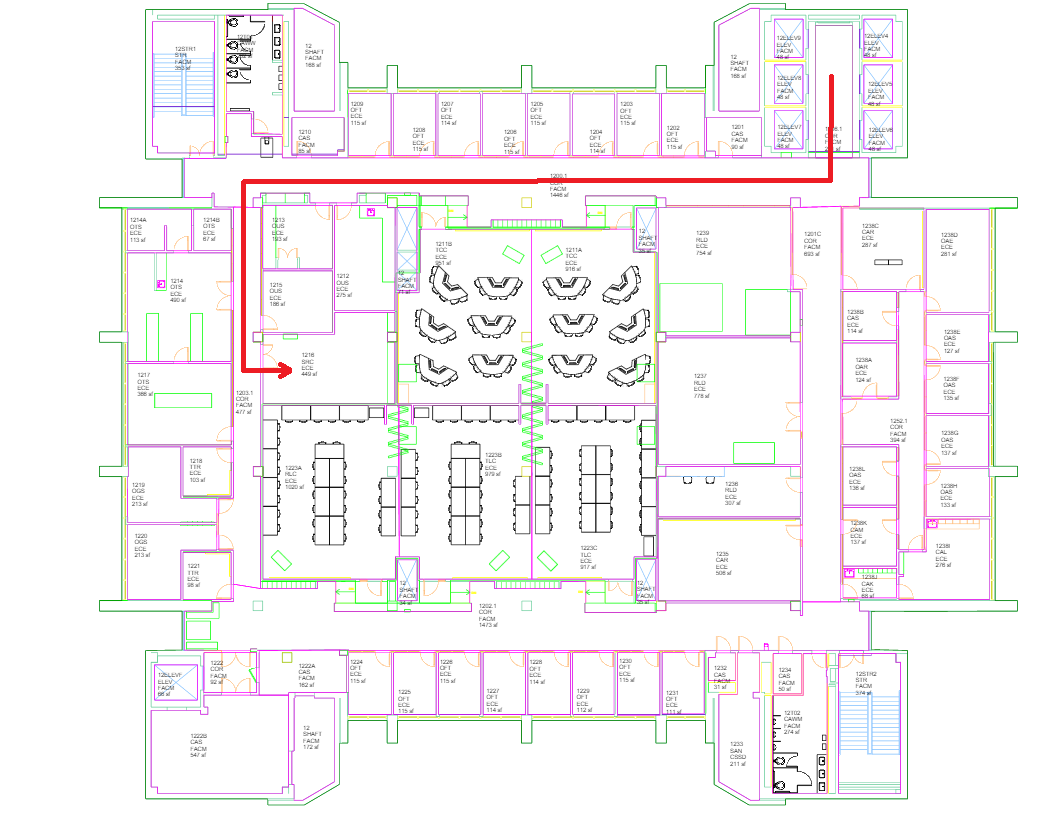 12STR1
STR
FACM
353 sf
12
SHAFT
FACM
168 sf
12
SHAFT
FACM
168 sf
12ELEV9
ELEV
FACM
48 sf
12ELEV4
ELEV
FACM
48 sf
12ELEV8
ELEV
FACM
48 sf
12ELEV5
ELEV
FACM
48 sf
12ELEV7
ELEV
FACM
48 sf
12ELEV6
ELEV
FACM
48 sf
1210
CAS
FACM
85 sf
1209
OFT
ECE
115 sf
1208
OFT
ECE
115 sf
1207
OFT
ECE
114 sf
1206
OFT
ECE
115 sf
1205
OFT
ECE
115 sf
1204
OFT
ECE
114 sf
1203
OFT
ECE
115 sf
1202
OFT
ECE
115 sf
1201
CAS
FACM
90 sf
1200.1
COR
FACM
1446 sf
1214A
OTS
ECE
113 sf
1214B
OTS
ECE
67 sf
1213
OUS
ECE
193 sf
1211B
TCC
ECE
951 sf
1211A
TCC
ECE
916 sf
12
SHAFT
FACM
1239
RLD
ECE
754 sf
1201C
COR
FACM
693 sf
1238C
CAR
ECE
287 sf
1238D
OAE
ECE
281 sf
1214
OTS
ECE
490 sf
1215
OUS
ECE
186 sf
1212
OUS
ECE
275 sf
12
SHAFT
FACM
1238B
CAS
ECE
114 sf
1238E
OAS
ECE
127 sf
1216
SRC
ECE
449 sf
1238A
OAR
ECE
124 sf
1217
OTS
ECE
366 sf
1203.1
COR
FACM
477 sf
1237
RLD
ECE
778 sf
1238F
OAS
ECE
135 sf
1252.1
COR
FACM
394 sf
1238G
OAS
ECE
137 sf
1218
TTR
ECE
103 sf
1223A
RLC
ECE
1020 sf
1223B
TLC
ECE
979 sf
1238L
OAS
ECE
136 sf
1219
OGS
ECE
213 sf
1236
RLD
ECE
307 sf
1238H
OAS
ECE
133 sf
1220
OGS
ECE
213 sf
1238K
CAM
ECE
137 sf
1221
TTR
ECE
98 sf
1223C
TLC
ECE
917 sf
1235
CAR
ECE
508 sf
1238I
CAL
ECE
276 sf
1238J
CAK
ECE
68 sf
12
SHAFT
FACM
34 sf
12
SHAFT
FACM
35 sf
1202.1
COR
FACM
1473 sf
12ELEVF
ELEV
FACM
1222
COR
FACM
92 sf
1222A
CAS
FACM
162 sf
1224
OFT
ECE
115 sf
1225
OFT
ECE
115 sf
1226
OFT
ECE
115 sf
1227
OFT
ECE
114 sf
1228
OFT
ECE
114 sf
1229
OFT
ECE
112 sf
1230
OFT
ECE
115 sf
1231
OFT
ECE
111 sf
1232
CAS
FACM
31 sf
1234
CAS
FACM
50 sf
12STR2
STR
FACM
374 sf
1222B
CAS
FACM
547 sf
12
SHAFT
FACM
172 sf
1233
SAN
CSSD
211 sf
12T02
CAWM
FACM
274 sf